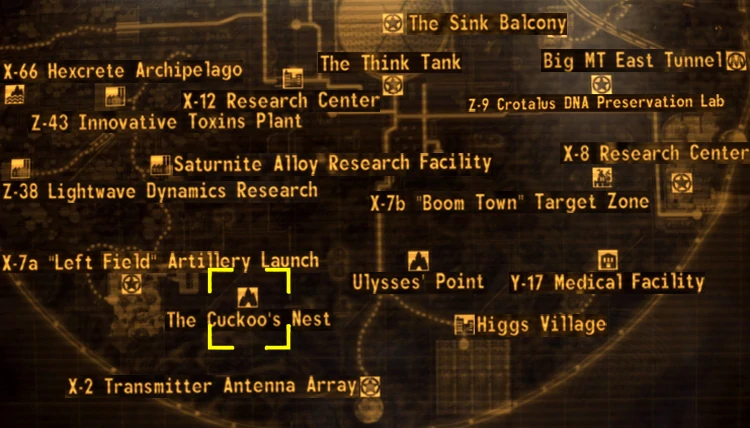 The Sink Balcony
The Think Tank
Big MT East Tunnel
X-66 Hexcrete Archipelago
X-12 Research Center
Z-9 Crotalus DNA Preservation Lab
Z-43 Innovative Toxins Plant
Saturnite Alloy Research Facility
X-8 Research Center
Z-38 Lightwave Dynamics Research
X-7b "Boom Town" Target Zone
X-7a "Left Field" Artillery Launch
Ulysses' Point
Y-17 Medical Facility
The Cuckoo's Nest
Higgs Village
X-2 Transmitter Antenna Array